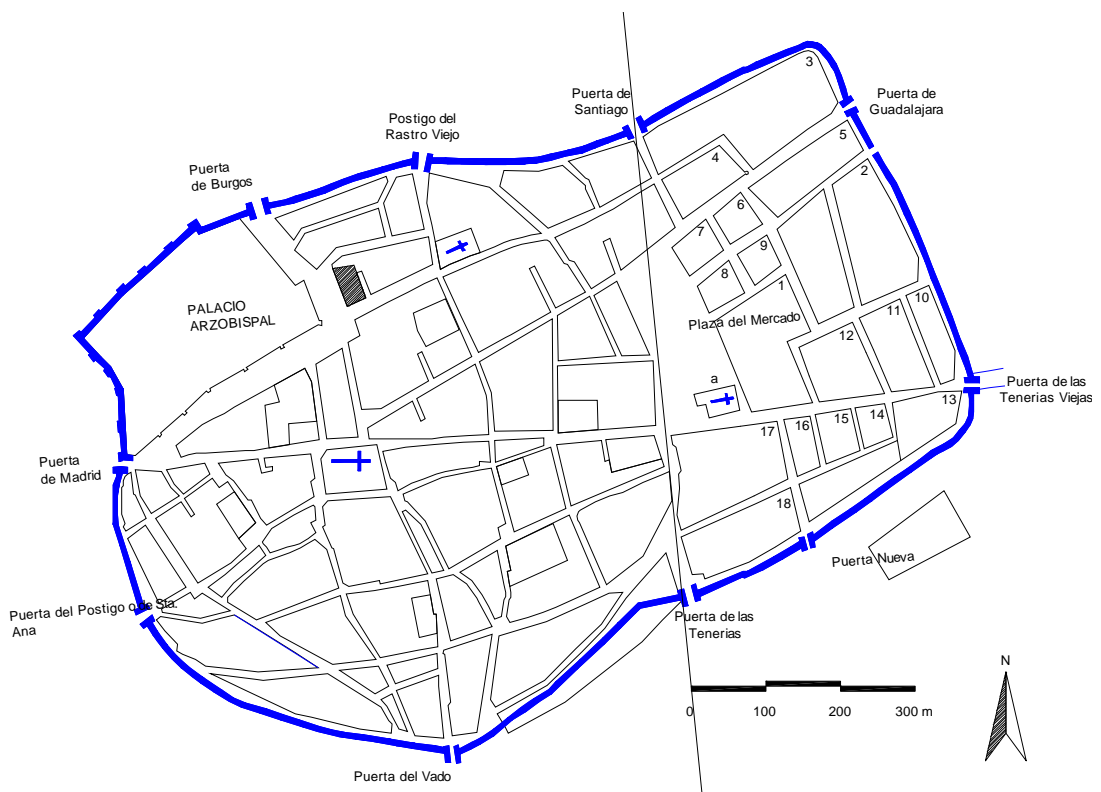 3
Puerta de
Santiago
Puerta de
Guadalajara
Postigo del
Rastro Viejo
5
4
2
Puerta
de Burgos
6
7
9
8
1
10
PALACIO
ARZOBISPAL
Plaza del Mercado
11
12
a
Puerta de las
Tenerias Viejas
13
14
15
16
17
Puerta
de Madrid
18
Puerta Nueva
Puerta del Postigo o de Sta.
Ana
Puerta de las
Tenerias
N
0 100 200 300 m
Puerta del Vado